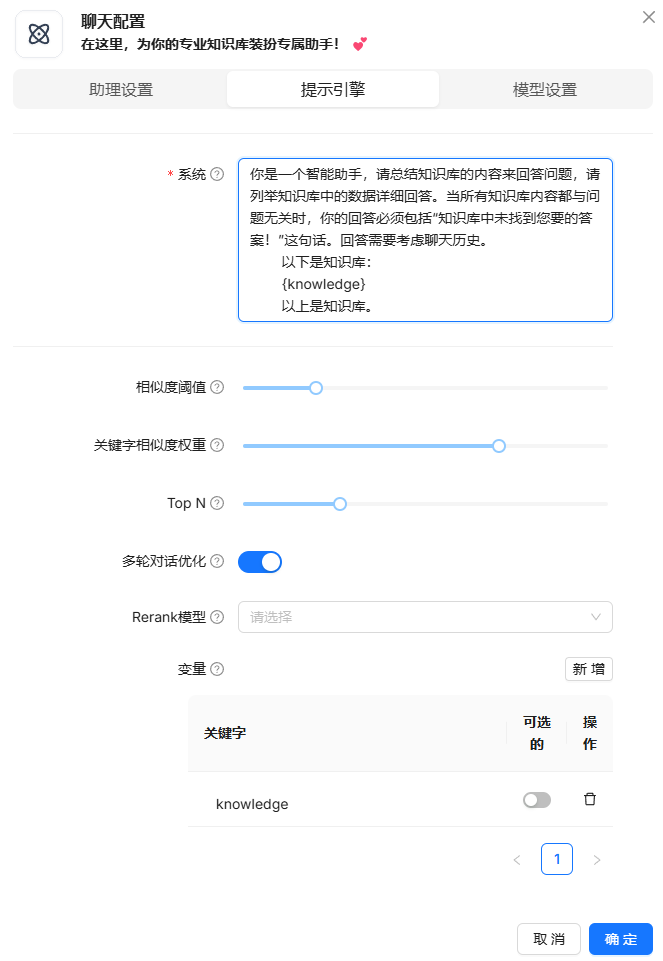 聊天配置
在这里，为你的专业知识库装扮专属助手！ 💕
助理设置
提示引擎
模型设置
* 系统
你是一个智能助手，请总结知识库的内容来回答问题，请
列举知识库中的数据详细回答。当所有知识库内容都与问
题无关时，你的回答必须包括“知识库中未找到您要的答
案！”这句话。回答需要考虑聊天历史。
以下是知识库：
{knowledge}
以上是知识库。
相似度阈值
关键字相似度权重
Top N
多轮对话优化
Rerank模型
请选择
变量
新 增
关键字
可选
的
操
作
knowledge
< 1 >
取 消
确 定